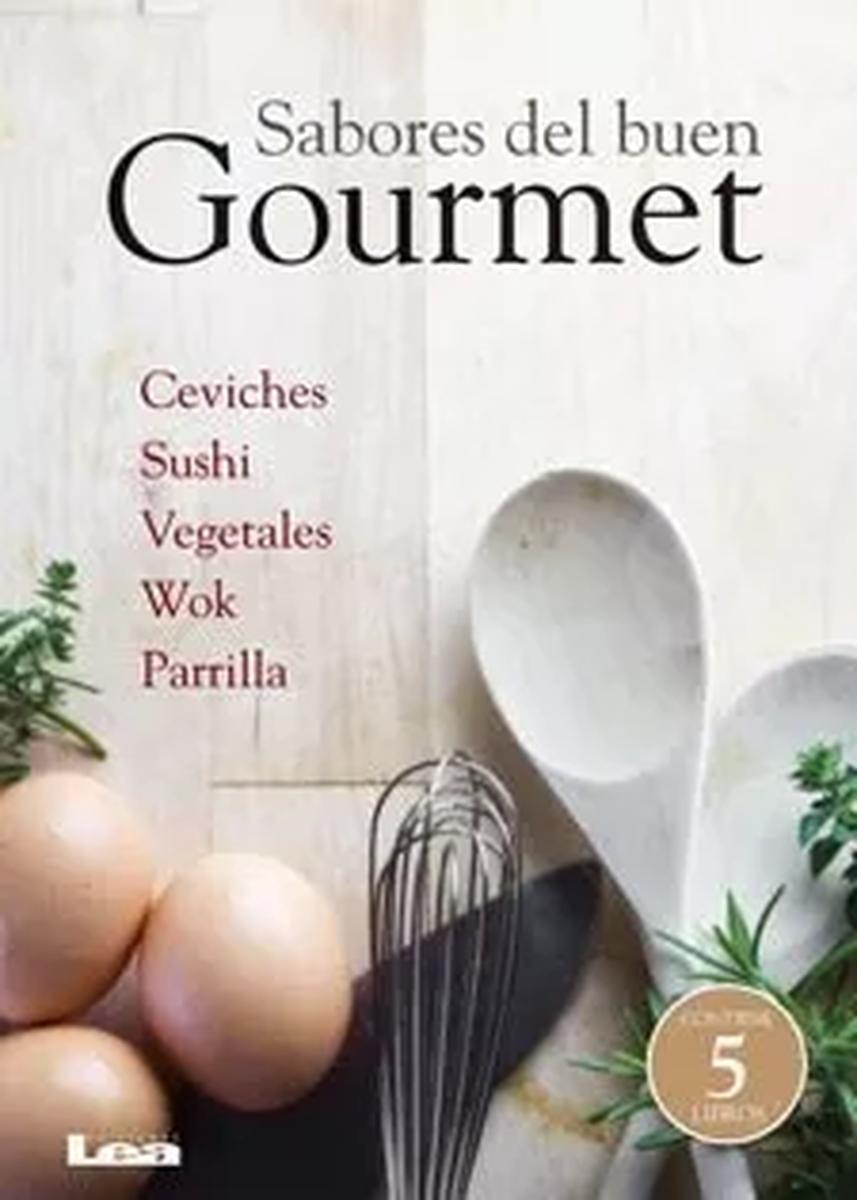 Sabores del buen
Gourmet
Ceviches
Sushi
Vegetales
Wok
Parrilla
CONTIENE
5
LIBROS
Lea